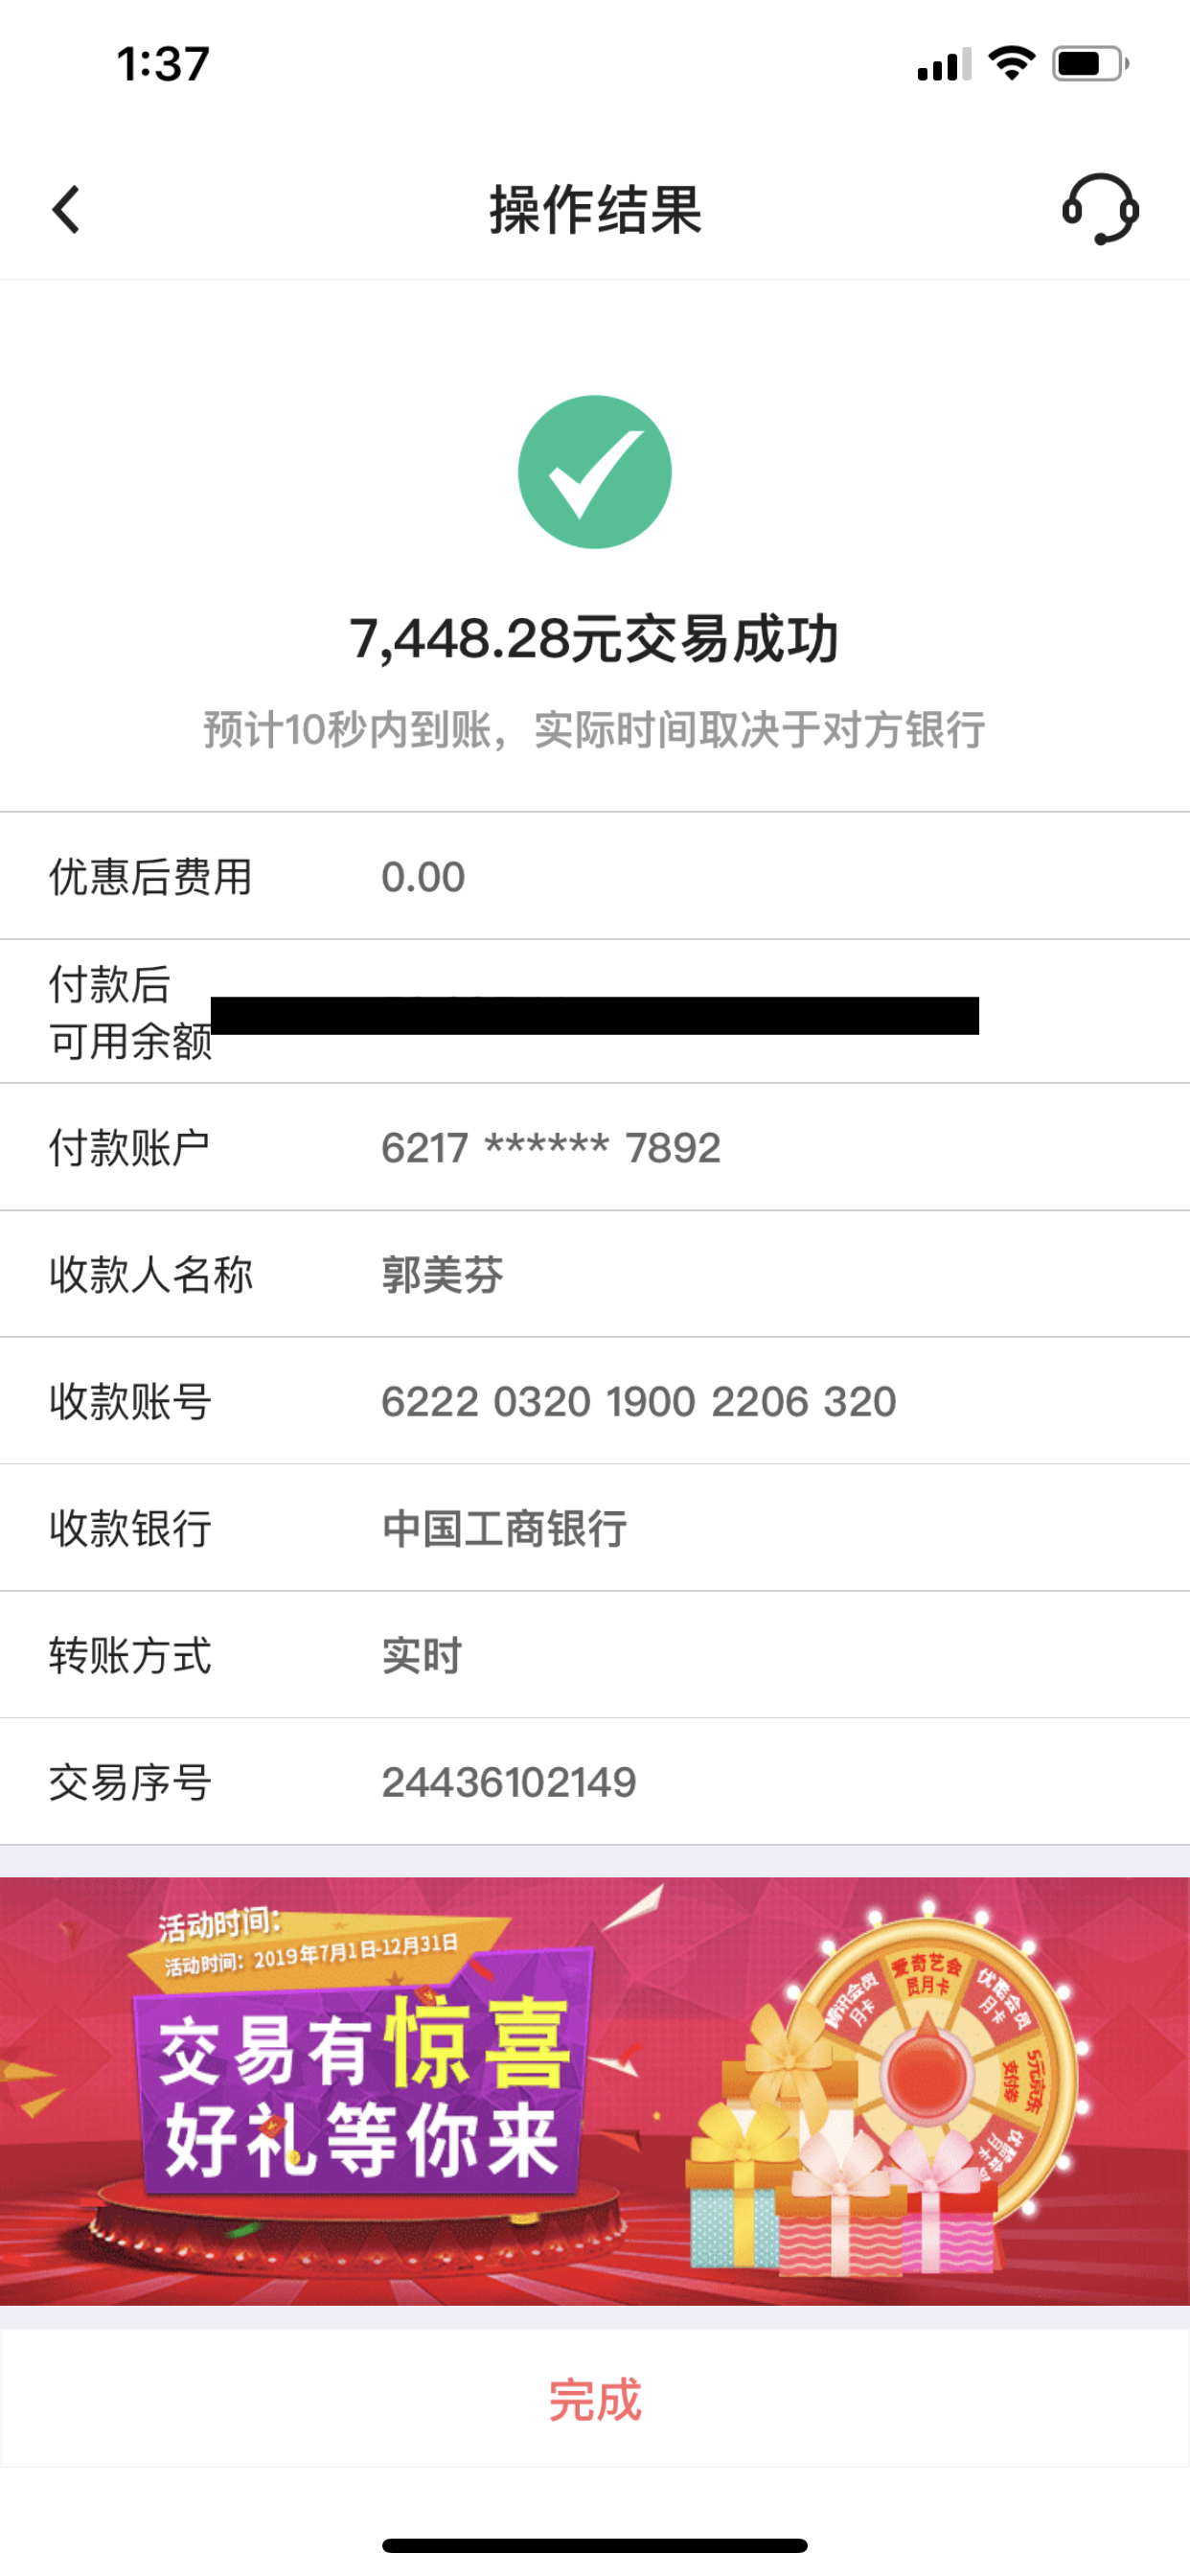 1:37
操作结果
7,448.28元交易成功
预计10秒内到账，实际时间取决于对方银行
优惠后费用 0.00
付款后
可用余额
付款账户 6217 ****** 7892
收款人名称 郭美芬
收款账号 6222 0320 1900 2206 320
收款银行 中国工商银行
转账方式 实时
交易序号 24436102149
活动时间：
活动时间：2019年7月1日-12月31日
交易有惊喜
好礼等你来
腾讯会员
月卡
爱奇艺会
员月卡
优酷会员
月卡
5元京东
支付券
完成